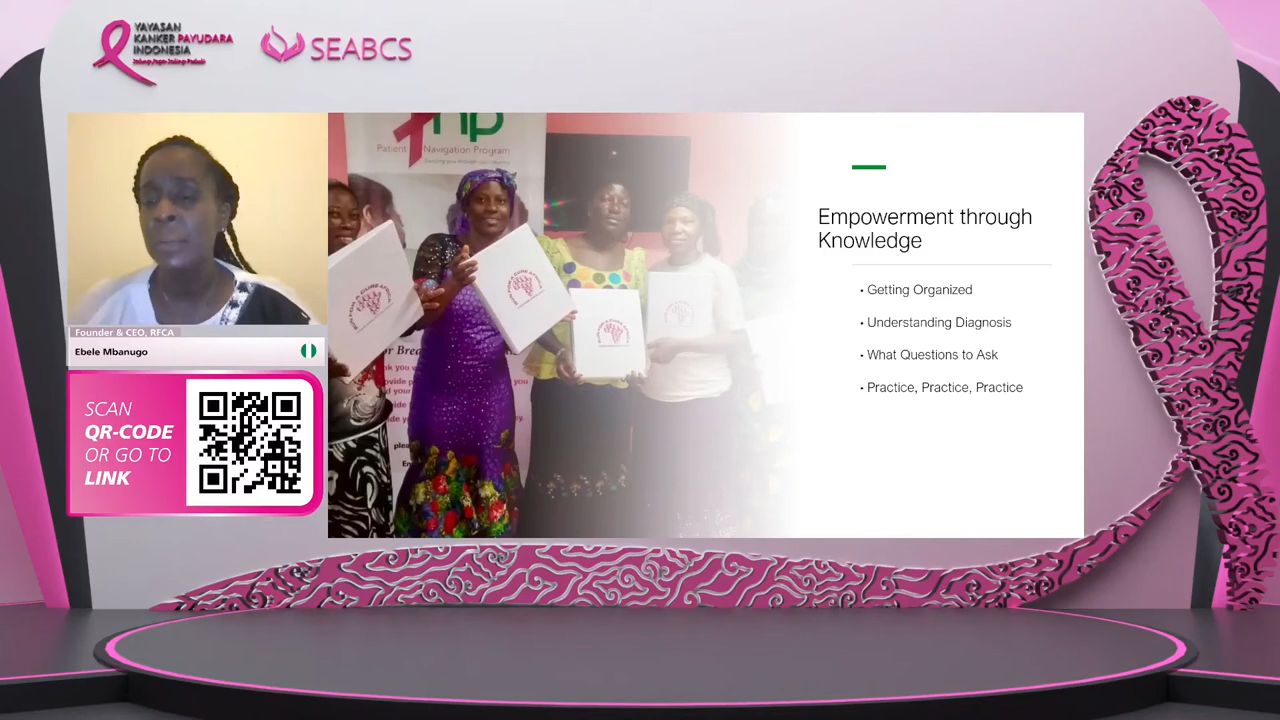 YAYASAN
KANKER PAYUDARA
INDONESIA
SEABCS
Patient Navigation Program
Founder & CEO, RFCA
Ebele Mbanugo
SCAN
QR-CODE
OR GO TO
LINK
Empowerment through
Knowledge
• Getting Organized
• Understanding Diagnosis
• What Questions to Ask
• Practice, Practice, Practice